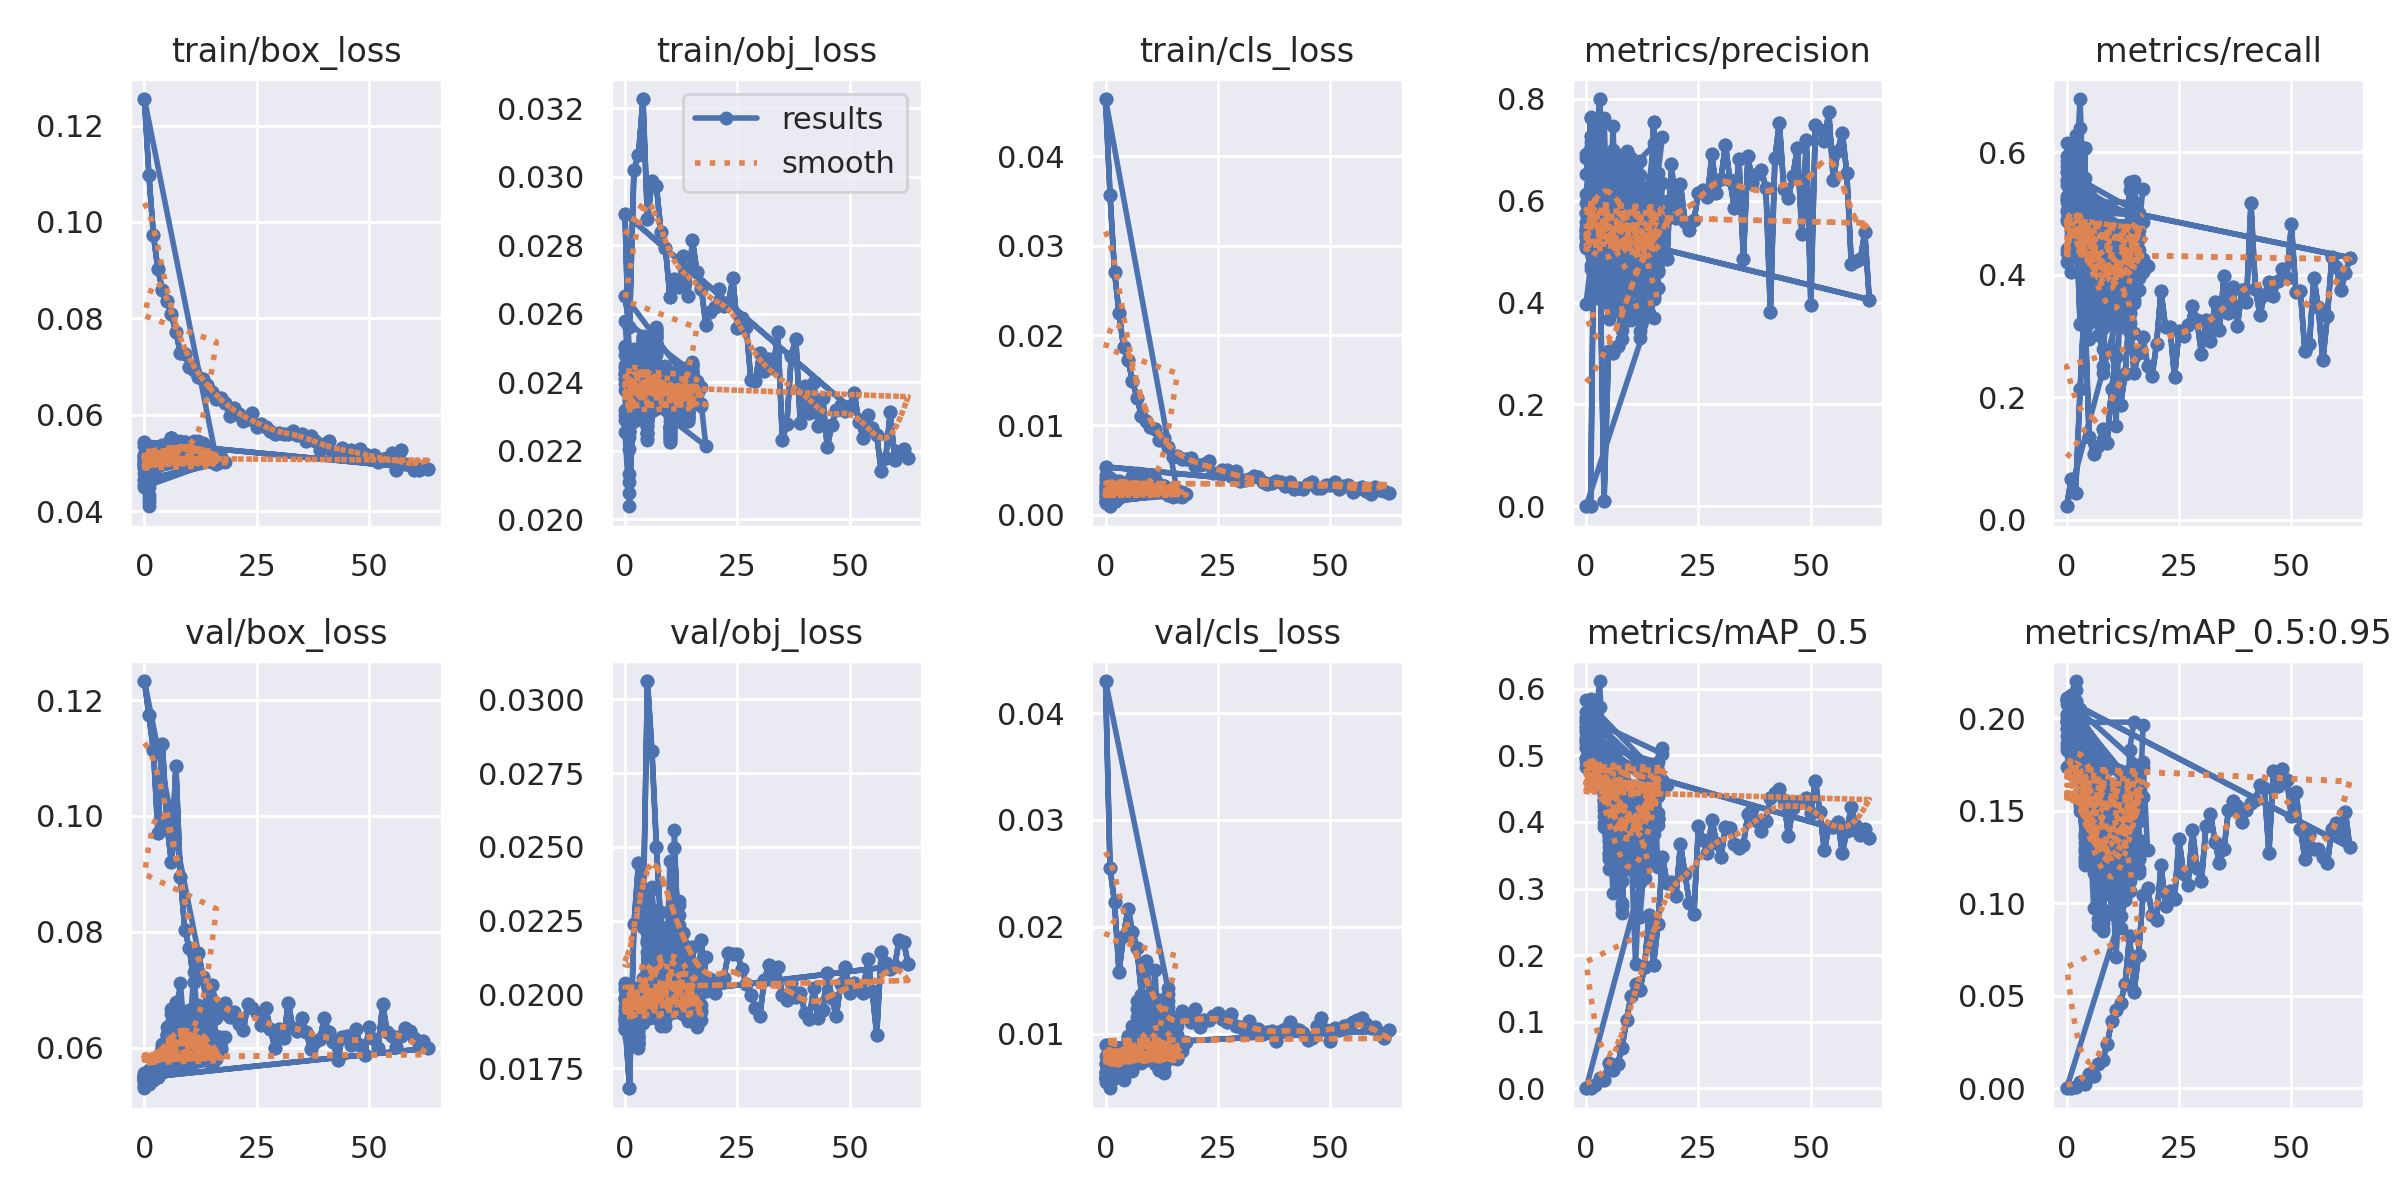 train/box_loss
train/obj_loss
train/cls_loss
metrics/precision
metrics/recall
0.12
0.10
0.08
0.06
0.04
0 25 50
0.032
0.030
0.028
0.026
0.024
0.022
0.020
0 25 50
results
smooth
0.04
0.03
0.02
0.01
0.00
0 25 50
0.8
0.6
0.4
0.2
0.0
0 25 50
0.6
0.4
0.2
0.0
0 25 50
val/box_loss
val/obj_loss
val/cls_loss
metrics/mAP_0.5
metrics/mAP_0.5:0.95
0.12
0.10
0.08
0.06
0 25 50
0.0300
0.0275
0.0250
0.0225
0.0200
0.0175
0 25 50
0.04
0.03
0.02
0.01
0 25 50
0.6
0.5
0.4
0.3
0.2
0.1
0.0
0 25 50
0.20
0.15
0.10
0.05
0.00
0 25 50